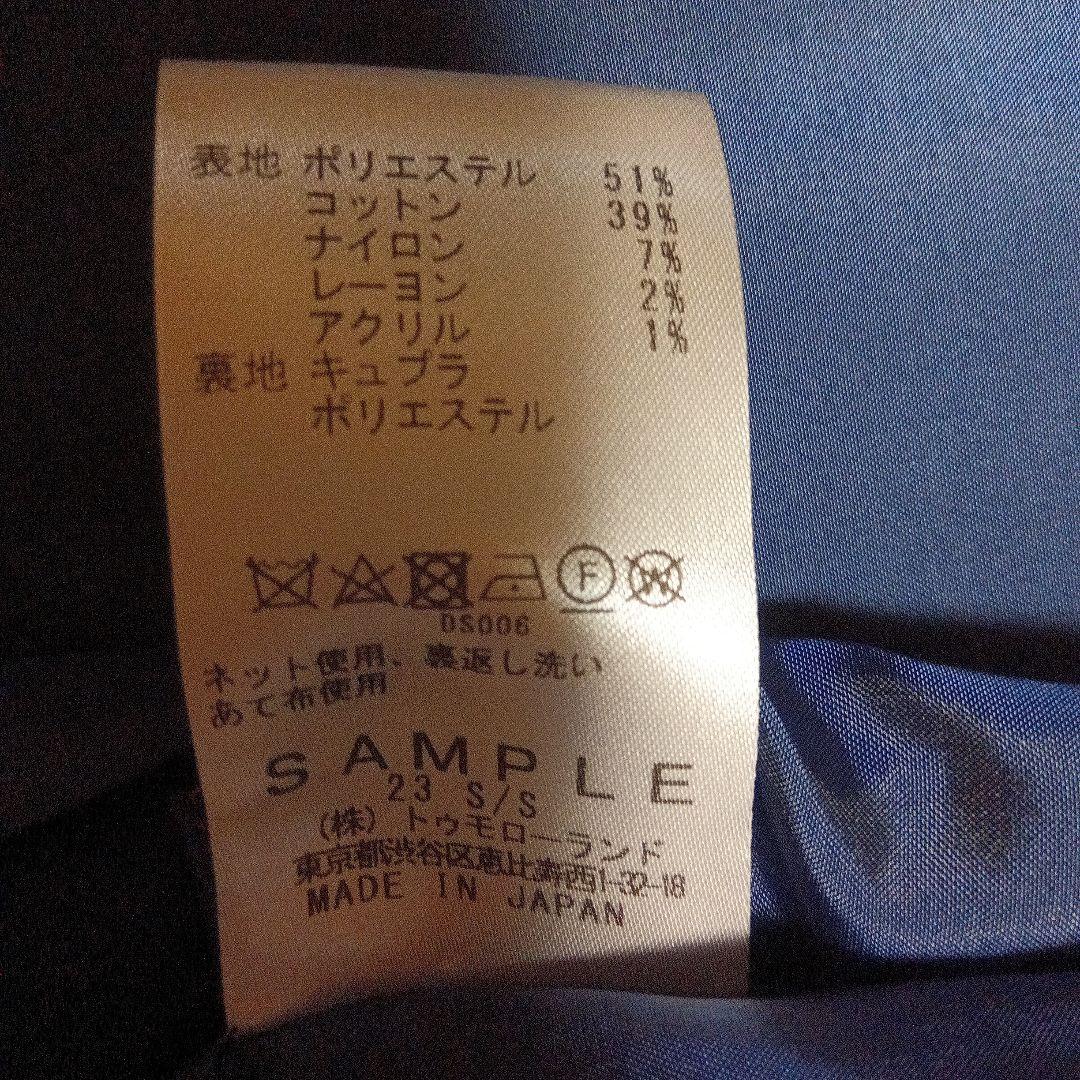 表地 ポリエステル 51%
コットン 39%
ナイロン 7%
レーヨン 2%
アクリル 1%
裏地 キュプラ
ポリエステル
F
W
DS006
ネット使用、裏返し洗い
あて布使用
SAMPLE
23 S/S
(株)トゥモローランド
東京都渋谷区恵比寿西1-32-18
MADE IN JAPAN